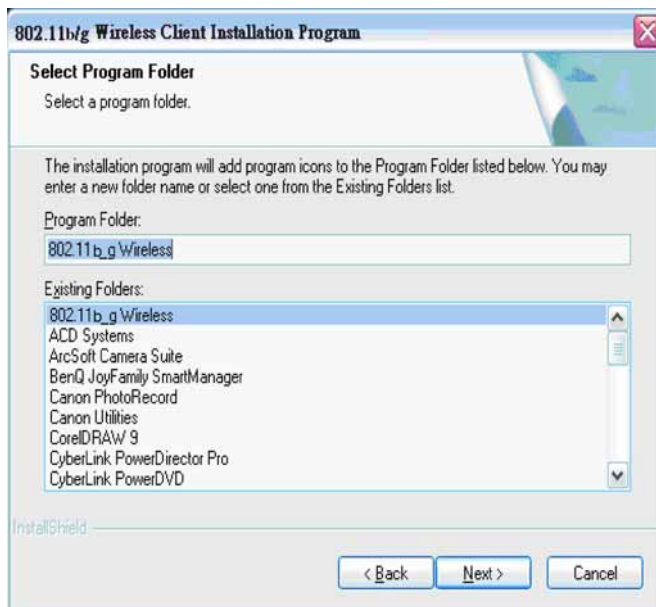 802.11b/g Wireless Client Installation Program
Select Program Folder
Select a program folder.
The installation program will add program icons to the Program Folder listed below. You may
enter a new folder name or select one from the Existing Folders list.
Program Folder:
802.11b_g Wireless
Existing Folders:
802.11b_g Wireless
ACD Systems
ArcSoft Camera Suite
BenQ JoyFamily SmartManager
Canon PhotoRecord
Canon Utilities
CorelDRAW 9
CyberLink PowerDirector Pro
CyberLink PowerDVD
InstallShield
< Back
Next >
Cancel